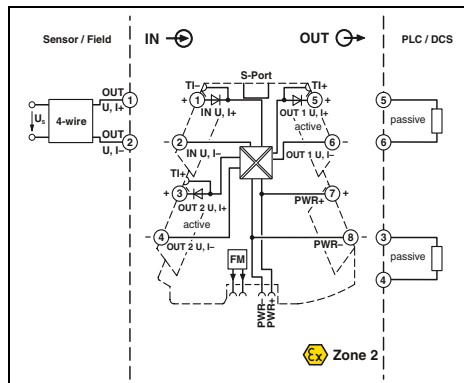 Sensor / Field
IN
OUT
PLC / DCS
S-Port
TI–
TI+
OUT
U, I+
1
+
1
IN U, I+
OUT 1 U, I+
5
+
5
Us
4-wire
active
passive
OUT
U, I–
2
–
2
IN U, I–
OUT 1 U, I–
6
–
6
TI+
+
3
OUT 2 U, I+
7
+
PWR+
active
–
4
OUT 2 U, I–
8
–
PWR–
3
passive
4
FM
PWR–
PWR+
Ex
Zone 2